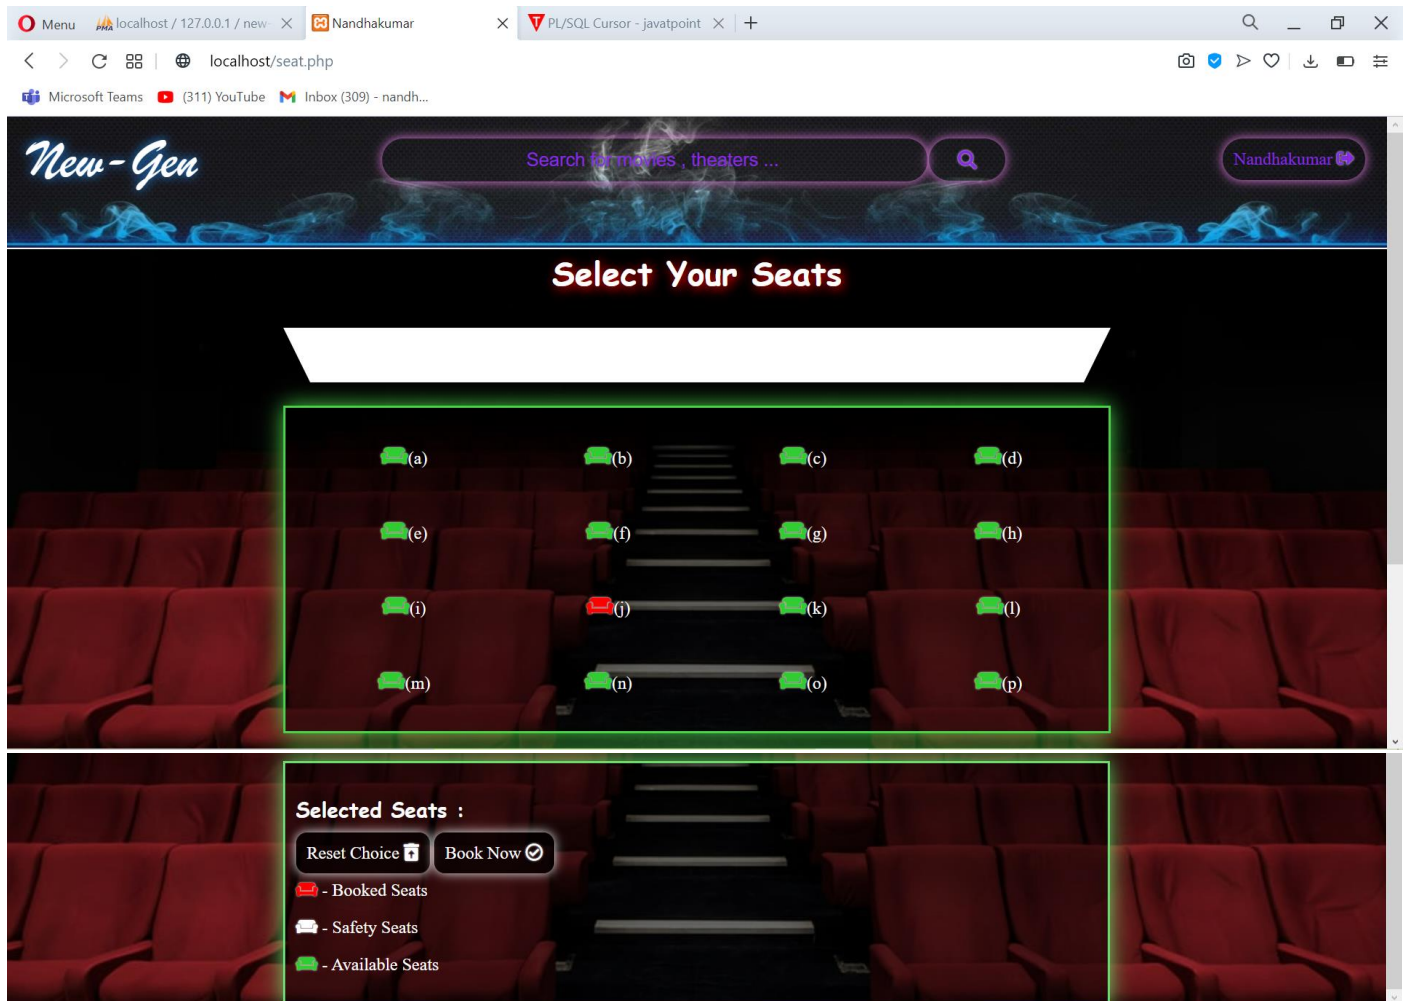 Menu localhost / 127.0.0.1 / new- Nandhakumar PL/SQL Cursor - javatpoint
localhost/seat.php
Microsoft Teams (311) YouTube Inbox (309) - nandh...
New-Gen Search for movies , theaters ... Nandhakumar
Select Your Seats
(a) (b) (c) (d)
(e) (f) (g) (h)
(i) (j) (k) (l)
(m) (n) (o) (p)
Selected Seats :
Reset Choice Book Now
- Booked Seats
- Safety Seats
- Available Seats